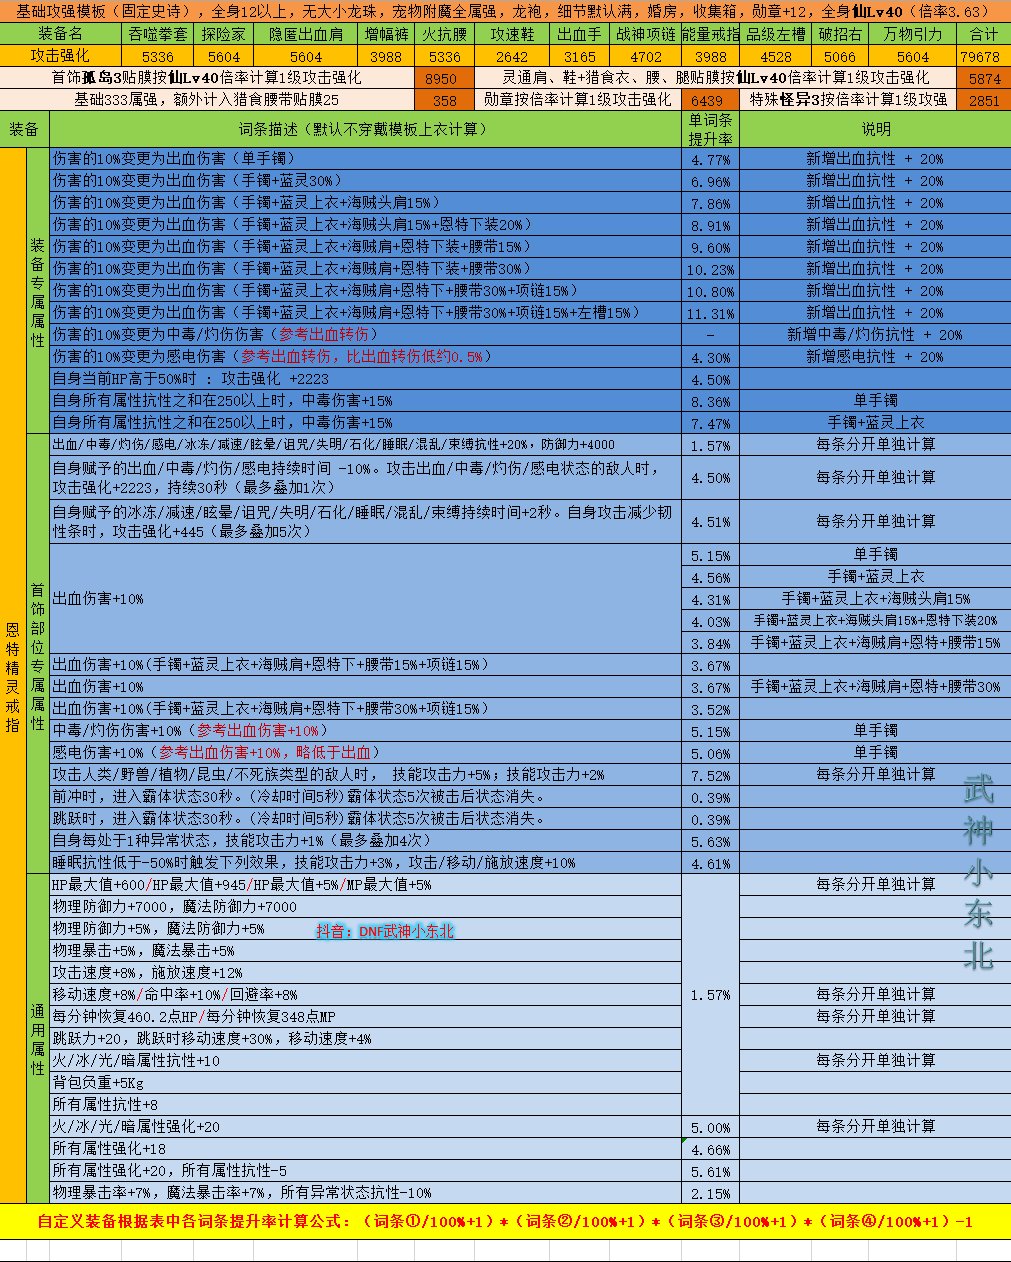 基础攻强模板（固定史诗），全身12以上，无大小龙珠，宠物附魔全属强，龙袍，细节默认满，婚房，收集箱，勋章+12，全身仙Lv40（倍率3.63）
装备名 吞噬拳套 探险家 隐匿出血肩 增幅裤 火抗腰 攻速鞋 出血手 战神项链 能量戒指 品级左槽 破招右 万物引力 合计
攻击强化 5336 5604 5604 3988 5336 2642 3165 4702 3988 4528 5066 5604 79678
首饰孤岛3贴膜按仙Lv40倍率计算1级攻击强化 8950 灵通肩、鞋+猎食衣、腰、腿贴膜按仙Lv40倍率计算1级攻击强化 5874
基础333属强，额外计入猎食腰带贴膜25 358 勋章按倍率计算1级攻击强化 6439 特殊怪异3按倍率计算1级攻强 2851
装备 词条描述（默认不穿戴模板上衣计算） 单词条提升率 说明
恩特精灵戒指
装备专属属性
伤害的10%变更为出血伤害（单手镯） 4.77% 新增出血抗性 + 20%
伤害的10%变更为出血伤害（手镯+蓝灵30%） 6.96% 新增出血抗性 + 20%
伤害的10%变更为出血伤害（手镯+蓝灵上衣+海贼头肩15%） 7.86% 新增出血抗性 + 20%
伤害的10%变更为出血伤害（手镯+蓝灵上衣+海贼头肩15%+恩特下装20%） 8.91% 新增出血抗性 + 20%
伤害的10%变更为出血伤害（手镯+蓝灵上衣+海贼肩+恩特下装+腰带15%） 9.60% 新增出血抗性 + 20%
伤害的10%变更为出血伤害（手镯+蓝灵上衣+海贼肩+恩特下装+腰带30%） 10.23% 新增出血抗性 + 20%
伤害的10%变更为出血伤害（手镯+蓝灵上衣+海贼肩+恩特下+腰带30%+项链15%） 10.80% 新增出血抗性 + 20%
伤害的10%变更为出血伤害（手镯+蓝灵上衣+海贼肩+恩特下+腰带30%+项链15%+左槽15%） 11.31% 新增出血抗性 + 20%
伤害的10%变更为中毒/灼伤伤害（参考出血转伤） - 新增中毒/灼伤抗性 + 20%
伤害的10%变更为感电伤害（参考出血转伤，比出血转伤低约0.5%） 4.30% 新增感电抗性 + 20%
自身当前HP高于50%时 : 攻击强化 +2223 4.50%
自身所有属性抗性之和在250以上时，中毒伤害+15% 8.36% 单手镯
自身所有属性抗性之和在250以上时，中毒伤害+15% 7.47% 手镯+蓝灵上衣
首饰部位专属属性
出血/中毒/灼伤/感电/冰冻/减速/眩晕/诅咒/失明/石化/睡眠/混乱/束缚抗性+20%，防御力+4000 1.57% 每条分开单独计算
自身赋予的出血/中毒/灼伤/感电持续时间 -10%。攻击出血/中毒/灼伤/感电状态的敌人时，
攻击强化+2223，持续30秒（最多叠加1次） 4.50% 每条分开单独计算
自身赋予的冰冻/减速/眩晕/诅咒/失明/石化/睡眠/混乱/束缚持续时间+2秒。自身攻击减少韧
性条时，攻击强化+445（最多叠加5次） 4.51% 每条分开单独计算
出血伤害+10% 5.15% 单手镯
4.56% 手镯+蓝灵上衣
4.31% 手镯+蓝灵上衣+海贼头肩15%
4.03% 手镯+蓝灵上衣+海贼头肩15%+恩特下装20%
3.84% 手镯+蓝灵上衣+海贼肩+恩特+腰带15%
出血伤害+10%(手镯+蓝灵上衣+海贼肩+恩特下+腰带15%+项链15%） 3.67%
出血伤害+10% 3.67% 手镯+蓝灵上衣+海贼肩+恩特+腰带30%
出血伤害+10%(手镯+蓝灵上衣+海贼肩+恩特下+腰带30%+项链15%） 3.52%
中毒/灼伤伤害+10%（参考出血伤害+10%） 5.15% 单手镯
感电伤害+10%（参考出血伤害+10%，略低于出血） 5.06% 单手镯
攻击人类/野兽/植物/昆虫/不死族类型的敌人时， 技能攻击力+5%；技能攻击力+2% 7.52% 每条分开单独计算
前冲时，进入霸体状态30秒。(冷却时间5秒)霸体状态5次被击后状态消失。 0.39%
跳跃时，进入霸体状态30秒。(冷却时间5秒)霸体状态5次被击后状态消失。 0.39%
自身每处于1种异常状态，技能攻击力+1%（最多叠加4次） 5.63%
睡眠抗性低于-50%时触发下列效果，技能攻击力+3%，攻击/移动/施放速度+10% 4.61%
通用属性
HP最大值+600/HP最大值+945/HP最大值+5%/MP最大值+5% 每条分开单独计算
物理防御力+7000，魔法防御力+7000
物理防御力+5%，魔法防御力+5% 抖音：DNF武神小东北
物理暴击+5%，魔法暴击+5%
攻击速度+8%，施放速度+12%
移动速度+8%/命中率+10%/回避率+8% 1.57% 每条分开单独计算
每分钟恢复460.2点HP/每分钟恢复348点MP 每条分开单独计算
跳跃力+20，跳跃时移动速度+30%，移动速度+4%
火/冰/光/暗属性抗性+10 每条分开单独计算
背包负重+5Kg
所有属性抗性+8
火/冰/光/暗属性强化+20 5.00% 每条分开单独计算
所有属性强化+18 4.66%
所有属性强化+20，所有属性抗性-5 5.61%
物理暴击率+7%，魔法暴击率+7%，所有异常状态抗性-10% 2.15%
武神小东北
自定义装备根据表中各词条提升率计算公式：（词条①/100%+1）*（词条②/100%+1）*（词条③/100%+1）*（词条④/100%+1）-1